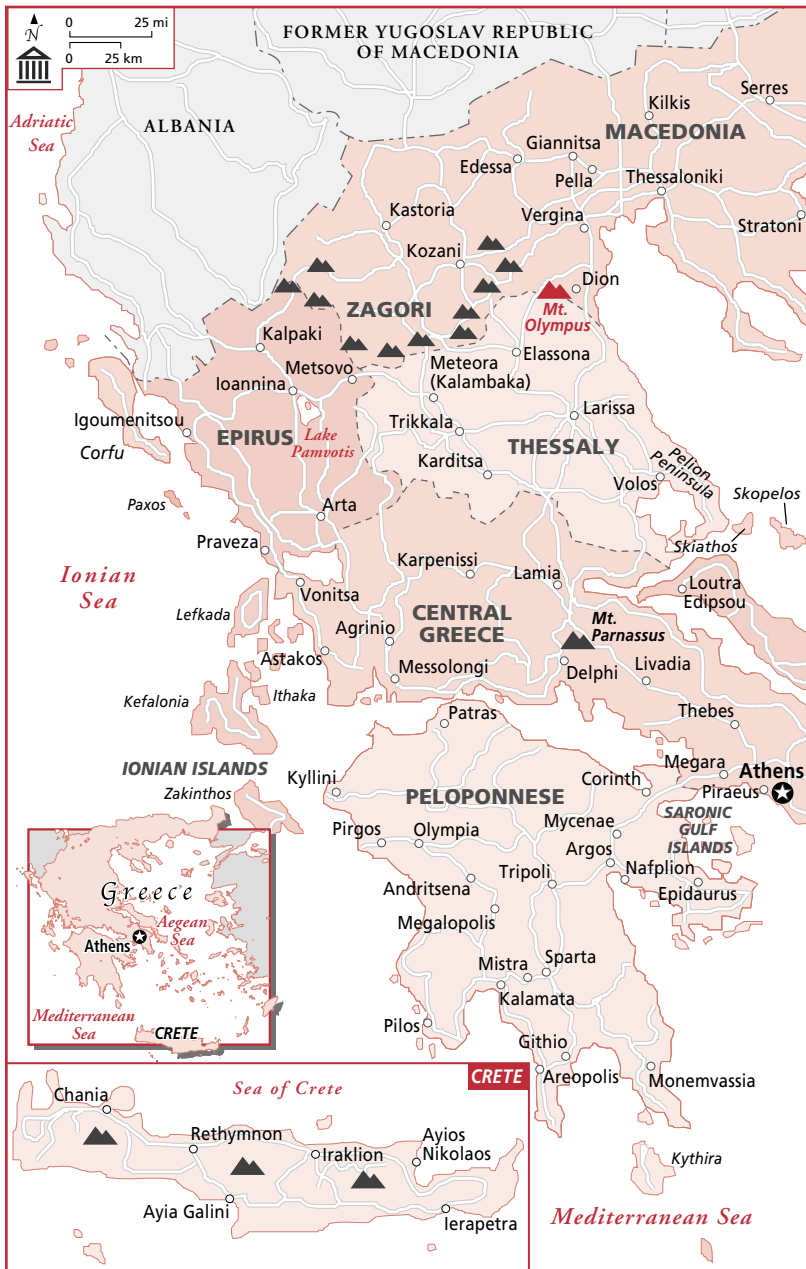 N
0 25 mi
0 25 km
FORMER YUGOSLAV REPUBLIC
OF MACEDONIA
Adriatic
Sea
ALBANIA
Kilkis
Serres
MACEDONIA
Giannitsa
Edessa
Pella
Thessaloniki
Kastoria
Vergina
Stratoni
Kozani
Dion
ZAGORI
Mt.
Olympus
Kalpaki
Elassona
Metsovo
Meteora
(Kalambaka)
Ioannina
Igoumenitsou
Corfu
EPIRUS
Lake
Pamvotis
Trikkala
Larissa
THESSALY
Karditsa
Pelion
Peninsula
Volos
Skopelos
Paxos
Arta
Skiathos
Praveza
Ionian
Sea
Karpenissi
Lamia
Loutra
Edipsou
Vonitsa
Lefkada
CENTRAL
GREECE
Mt.
Parnassus
Agrinio
Astakos
Messolongi
Delphi
Livadia
Kefalonia
Ithaka
Patras
Thebes
IONIAN ISLANDS
Megara
Athens
Kyllini
Corinth
Piraeus
Zakinthos
PELOPONNESE
Mycenae
SARONIC
GULF
ISLANDS
Pirgos
Olympia
Argos
Nafplion
Tripoli
Andritsena
Epidaurus
Megalopolis
Greece
Aegean
Sea
Athens
Mistra
Sparta
Kalamata
Mediterranean
Sea
CRETE
Pilos
Githio
Areopolis
Monemvassia
CRETE
Sea of Crete
Chania
Rethymnon
Iraklion
Ayios
Nikolaos
Ayia Galini
Ierapetra
Kythira
Mediterranean Sea